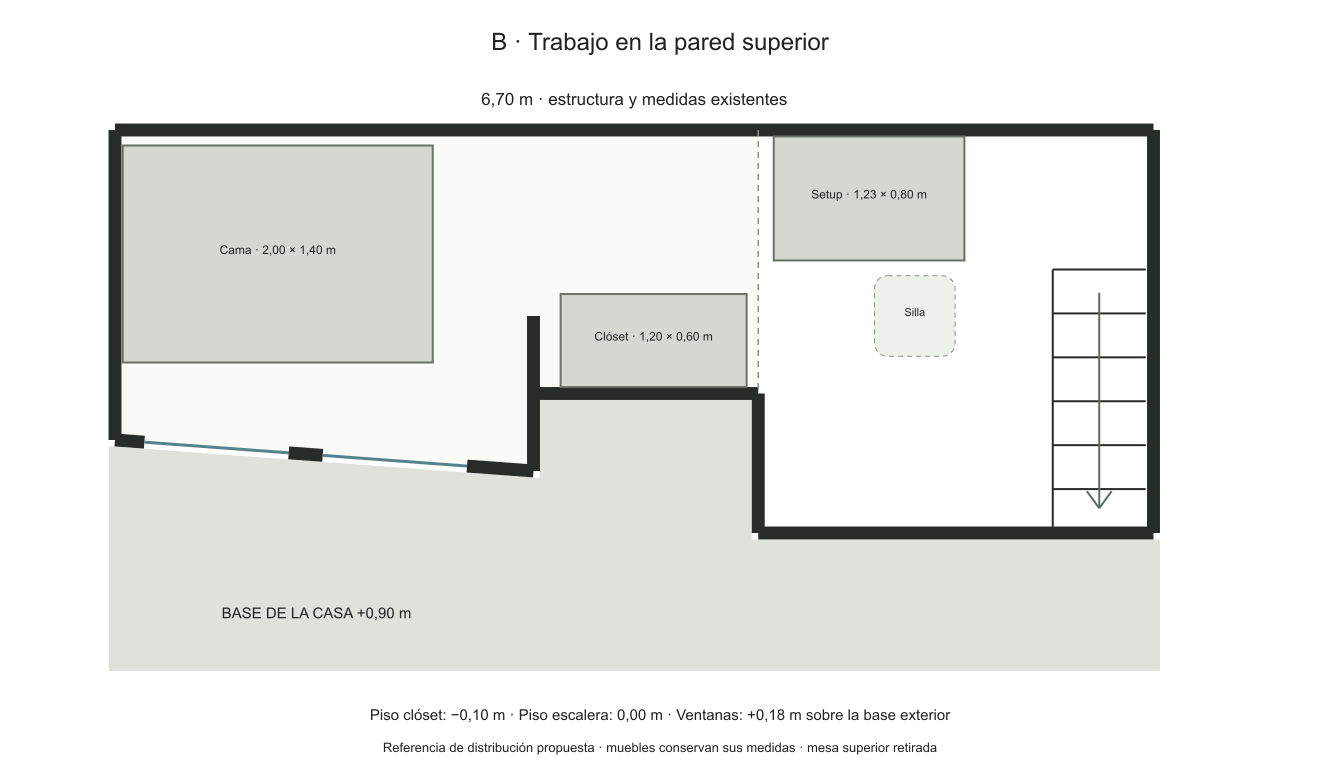 B · Trabajo en la pared superior
6,70 m · estructura y medidas existentes
Setup · 1,23 × 0,80 m
Cama · 2,00 × 1,40 m
Silla
Clóset · 1,20 × 0,60 m
BASE DE LA CASA +0,90 m
Piso clóset: −0,10 m · Piso escalera: 0,00 m · Ventanas: +0,18 m sobre la base exterior
Referencia de distribución propuesta · muebles conservan sus medidas · mesa superior retirada